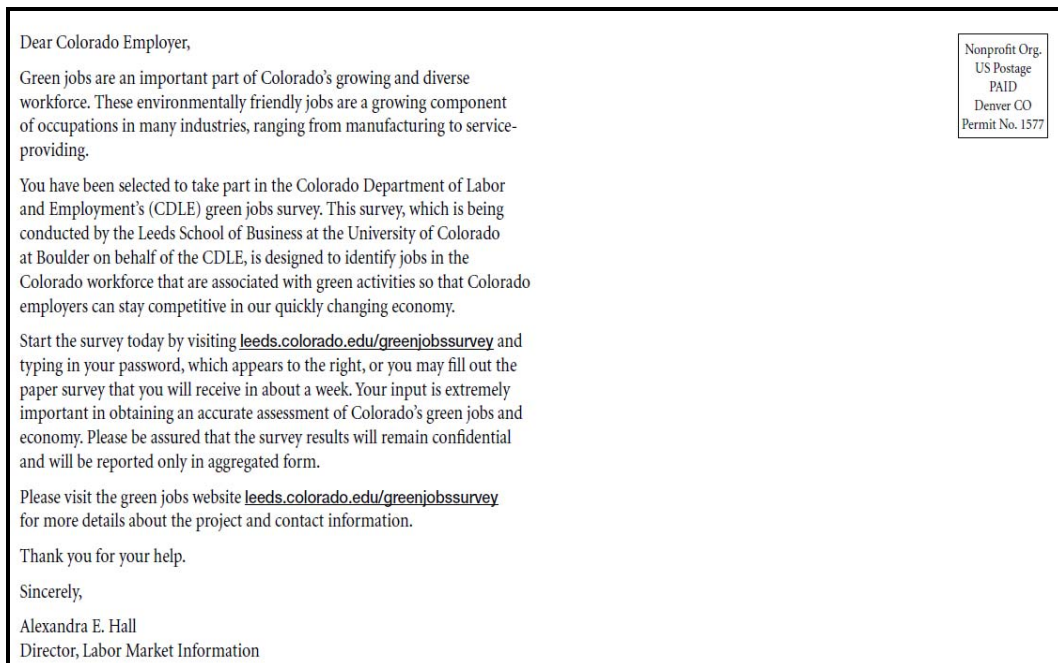 Dear Colorado Employer,
Green jobs are an important part of Colorado's growing and diverse
workforce. These environmentally friendly jobs are a growing component
of occupations in many industries, ranging from manufacturing to service-
providing.
You have been selected to take part in the Colorado Department of Labor
and Employment's (CDLE) green jobs survey. This survey, which is being
conducted by the Leeds School of Business at the University of Colorado
at Boulder on behalf of the CDLE, is designed to identify jobs in the
Colorado workforce that are associated with green activities so that Colorado
employers can stay competitive in our quickly changing economy.
Start the survey today by visiting leeds.colorado.edu/greenjobssurvey and
typing in your password, which appears to the right, or you may fill out the
paper survey that you will receive in about a week. Your input is extremely
important in obtaining an accurate assessment of Colorado's green jobs and
economy. Please be assured that the survey results will remain confidential
and will be reported only in aggregated form.
Please visit the green jobs website leeds.colorado.edu/greenjobssurvey
for more details about the project and contact information.
Thank you for your help.
Sincerely,
Alexandra E. Hall
Director, Labor Market Information
Nonprofit Org.
US Postage
PAID
Denver CO
Permit No. 1577